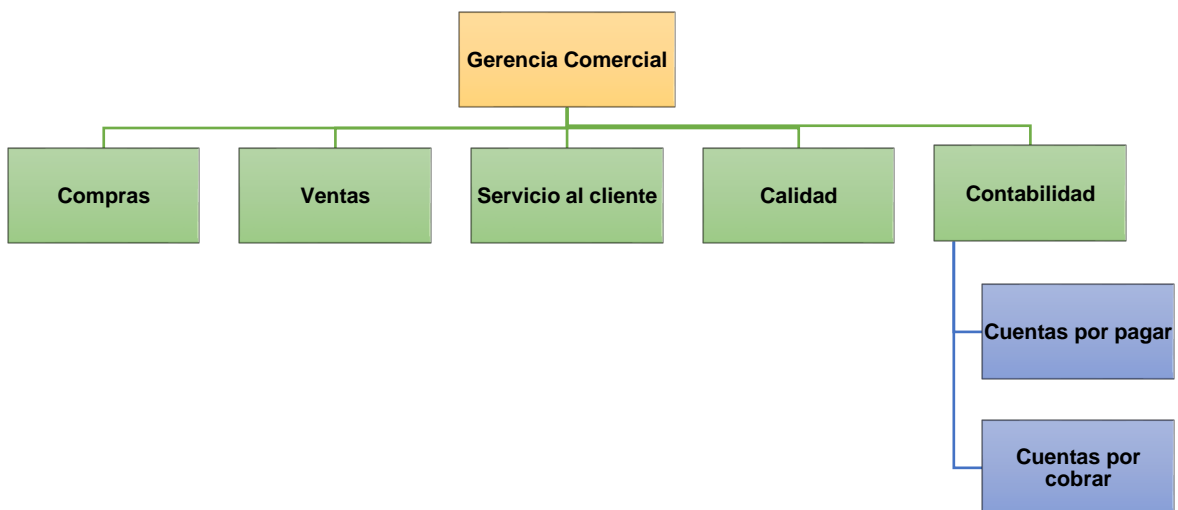 Gerencia Comercial
Compras
Ventas
Servicio al cliente
Calidad
Contabilidad
Cuentas por pagar
Cuentas por
cobrar